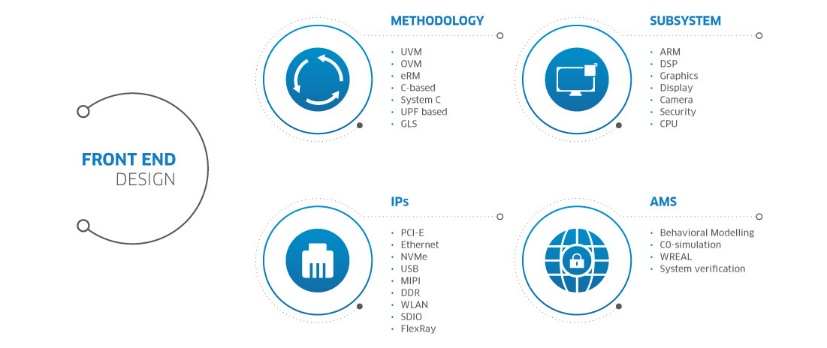 FRONT END
DESIGN
METHODOLOGY
UVM
OVM
eRM
C-based
System C
UPF based
GLS
SUBSYSTEM
ARM
DSP
Graphics
Display
Camera
Security
CPU
IPs
PCI-E
Ethernet
NVMe
USB
MIPI
DDR
WLAN
SDIO
FlexRay
AMS
Behavioral Modelling
CO-simulation
WREAL
System verification